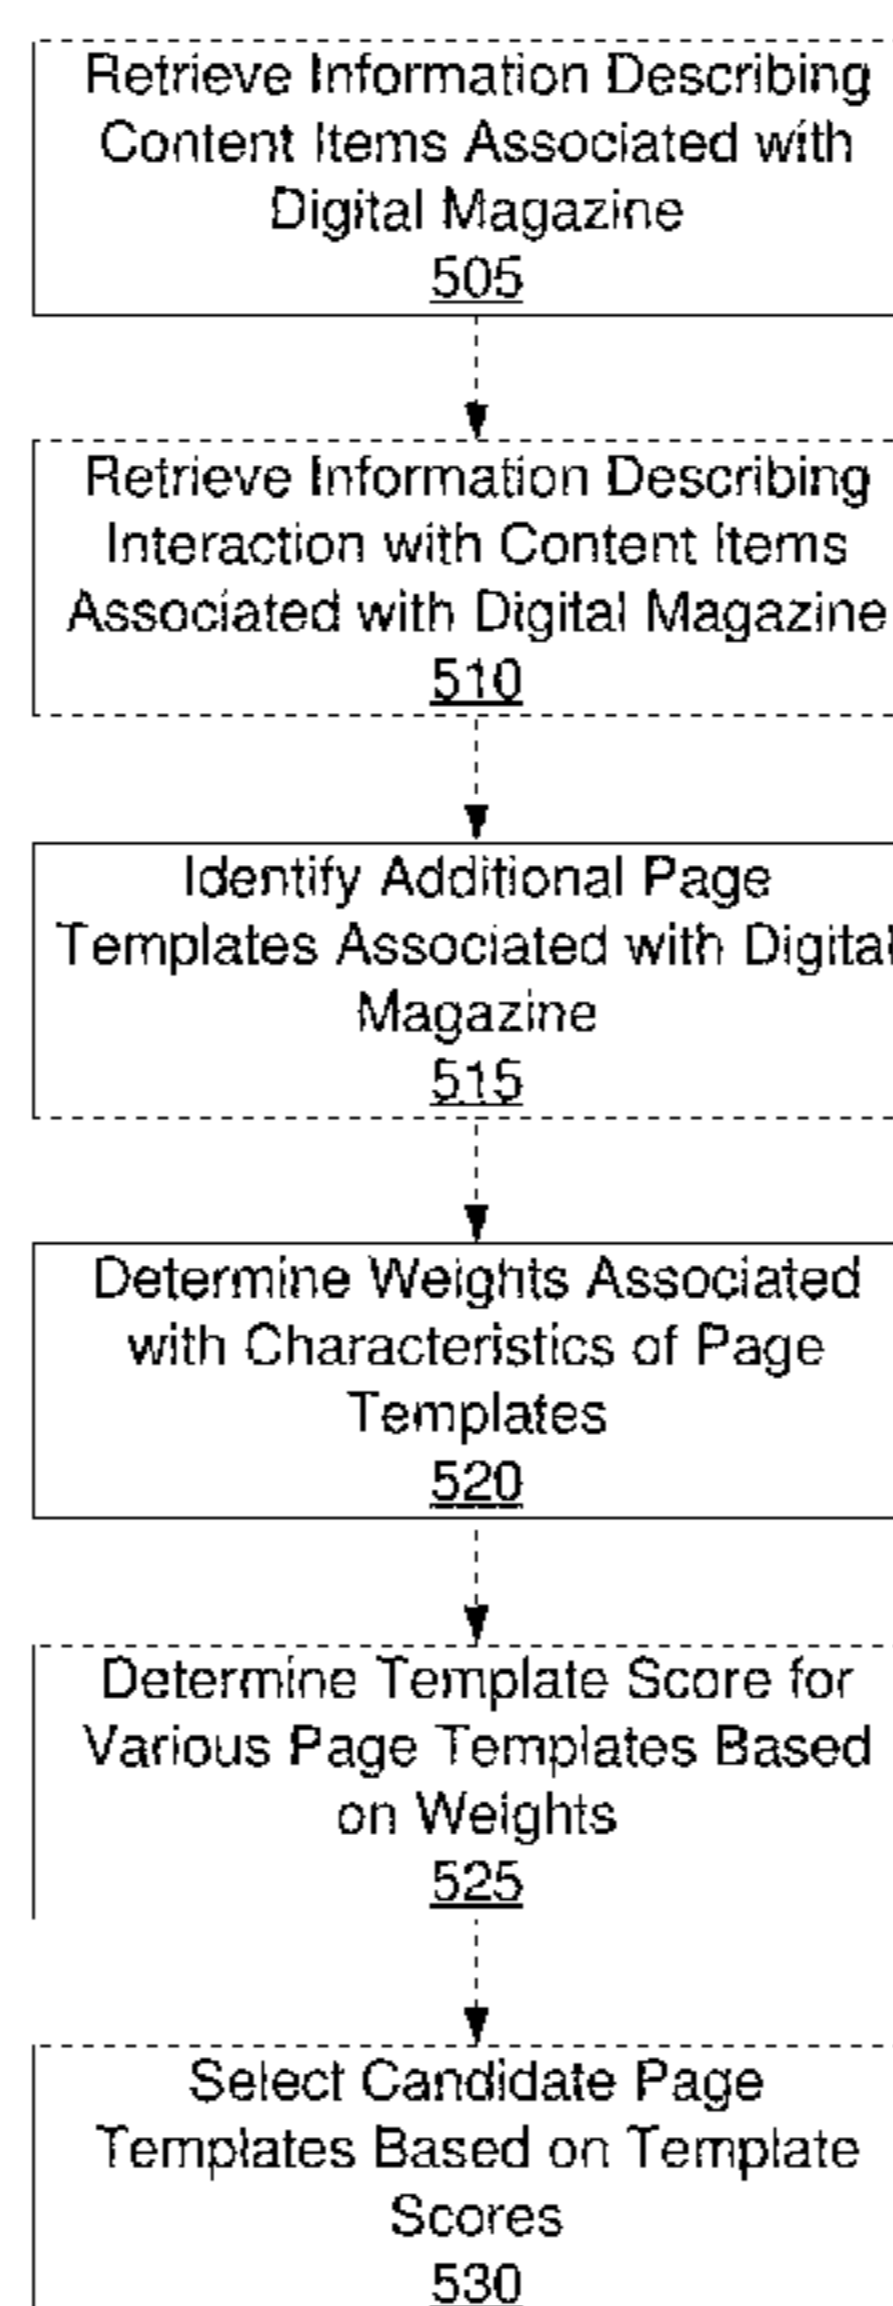 Retrieve Information Describing
Content Items Associated with
Digital Magazine
505
Retrieve Information Describing
Interaction with Content Items
Associated with Digital Magazine
510
Identify Additional Page
Templates Associated with Digital
Magazine
515
Determine Weights Associated
with Characteristics of Page
Templates
520
Determine Template Score for
Various Page Templates Based
on Weights
525
Select Candidate Page
Templates Based on Template
Scores
530